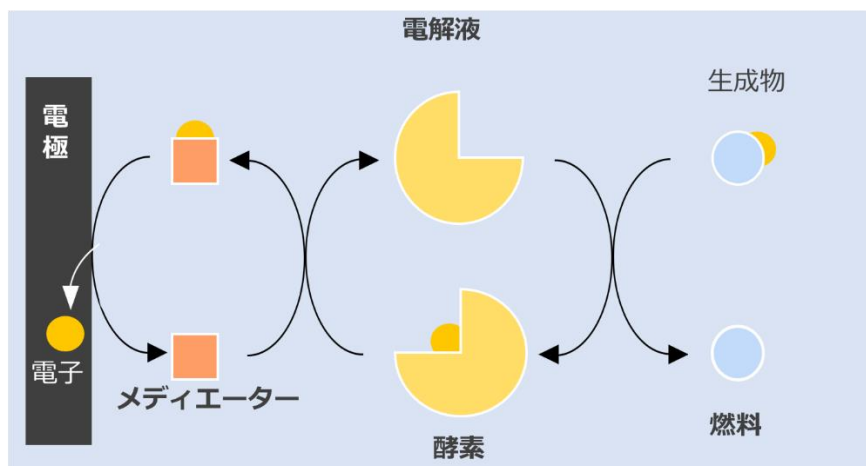 電解液
電極
生成物
電子
メディエーター
酵素
燃料